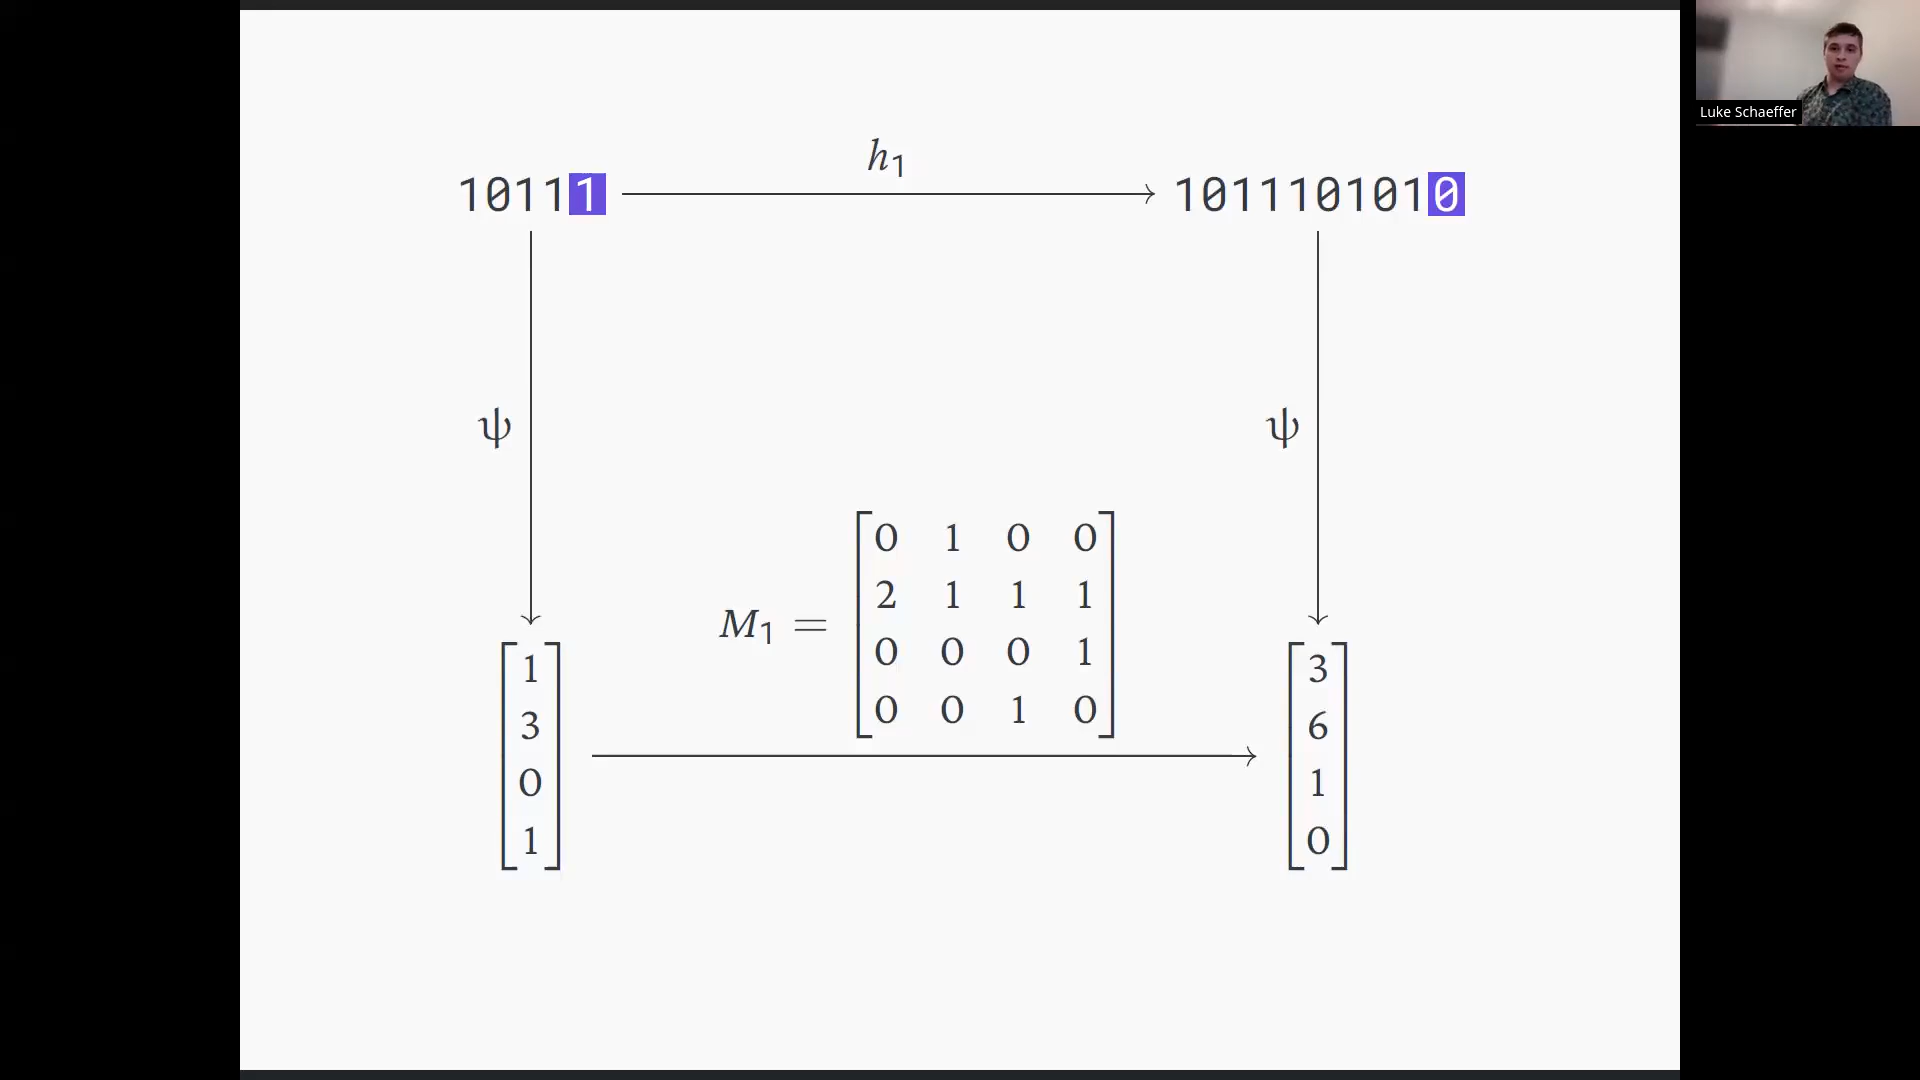 h₁
10111
1011101010
ψ
ψ
M₁ =
0 1 0 0
2 1 1 1
0 0 0 1
0 0 1 0
1
3
0
1
3
6
1
0
Luke Schaeffer